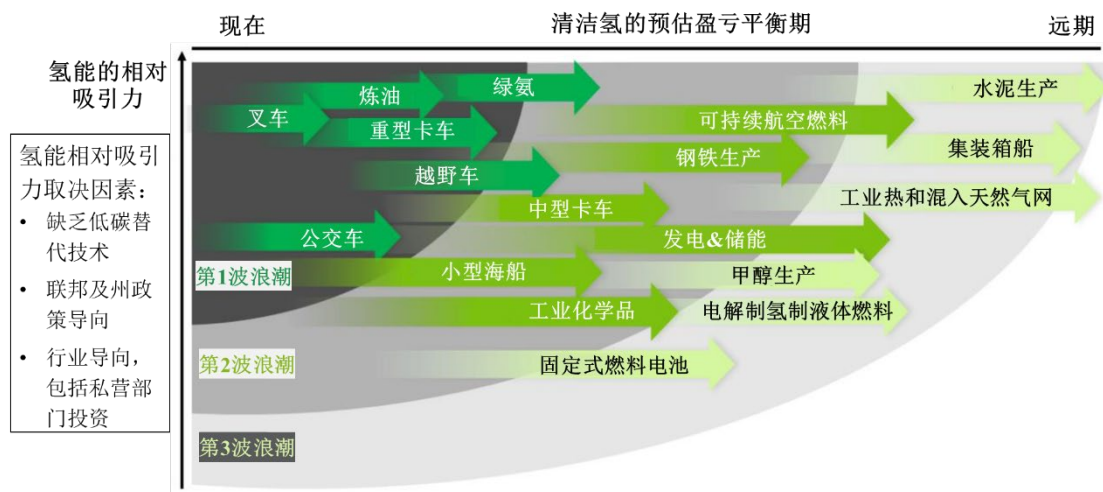 现在
清洁氢的预估盈亏平衡期
远期
氢能的相对
吸引力
氢能相对吸引
力取决因素：
• 缺乏低碳替
代技术
• 联邦及州政
策导向
• 行业导向，
包括私营部
门投资
炼油
绿氨
水泥生产
叉车
重型卡车
可持续航空燃料
钢铁生产
集装箱船
越野车
工业热和混入天然气网
中型卡车
公交车
发电&储能
第1波浪潮
小型海船
甲醇生产
工业化学品
电解制氢制液体燃料
第2波浪潮
固定式燃料电池
第3波浪潮